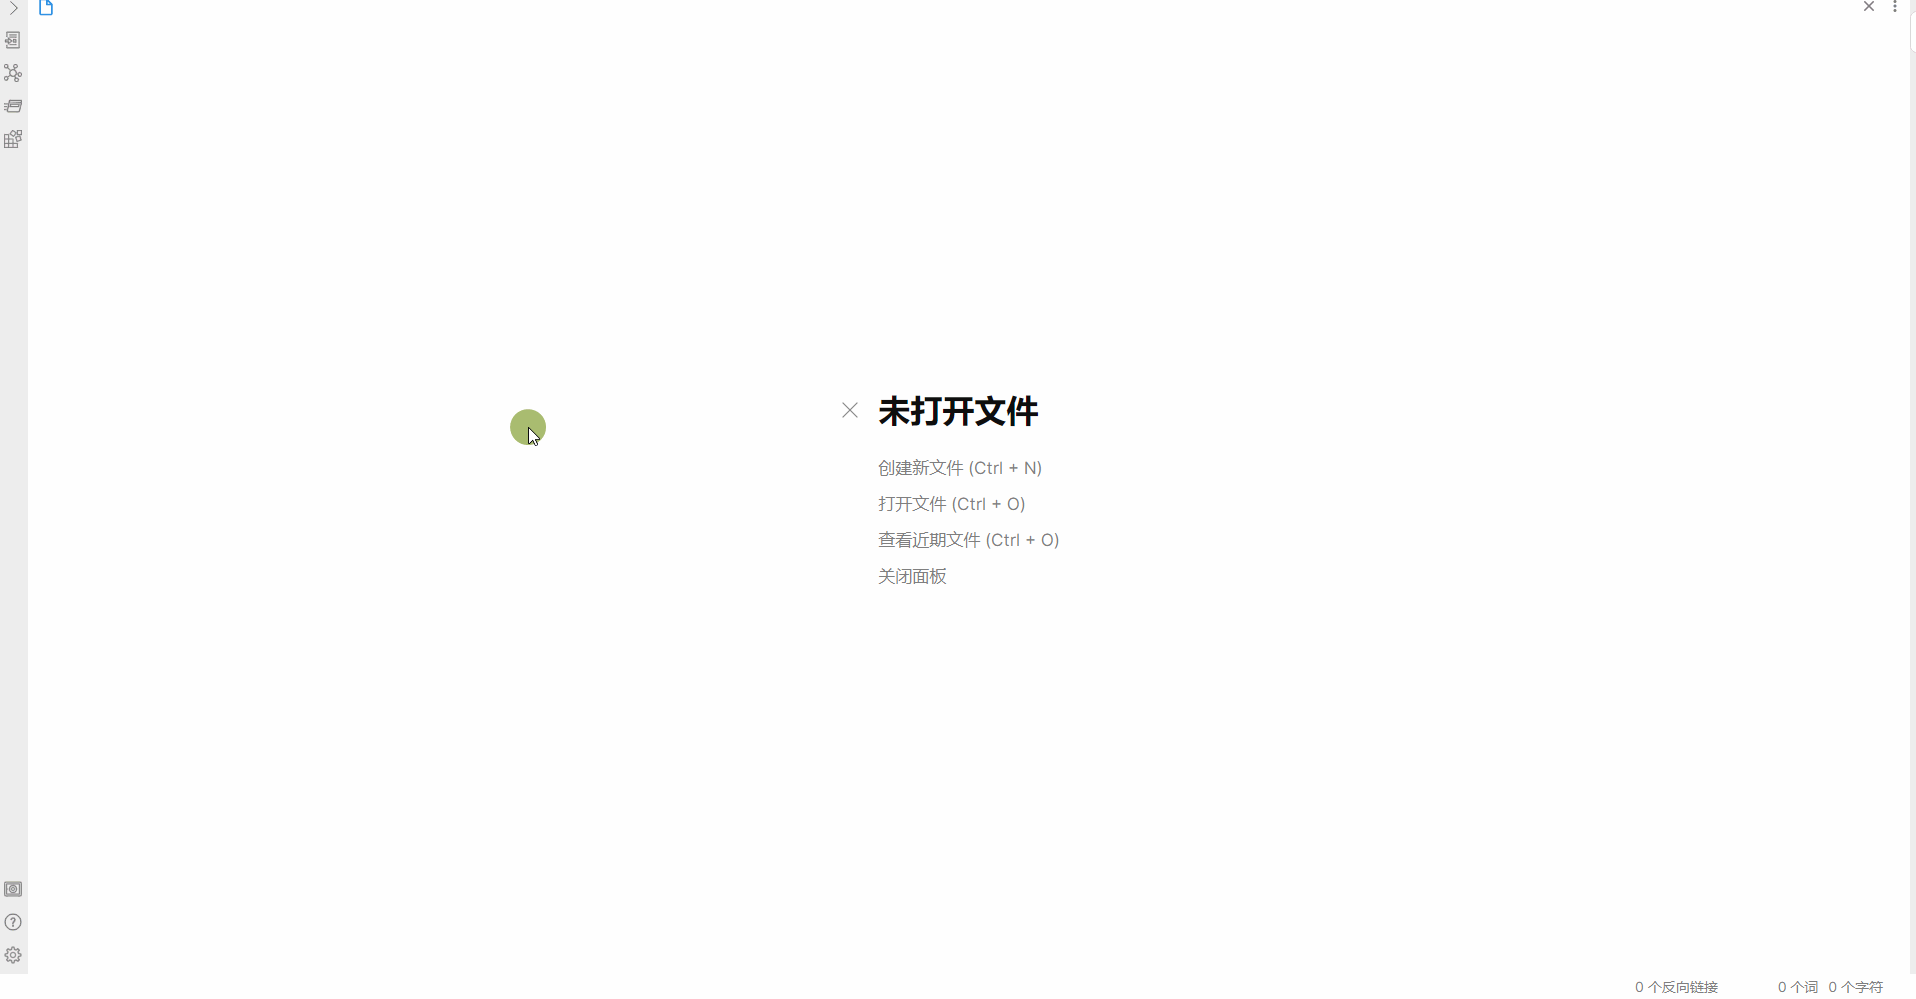 未打开文件
创建新文件 (Ctrl + N)
打开文件 (Ctrl + O)
查看近期文件 (Ctrl + O)
关闭面板
0 个反向链接 0 个词 0 个字符